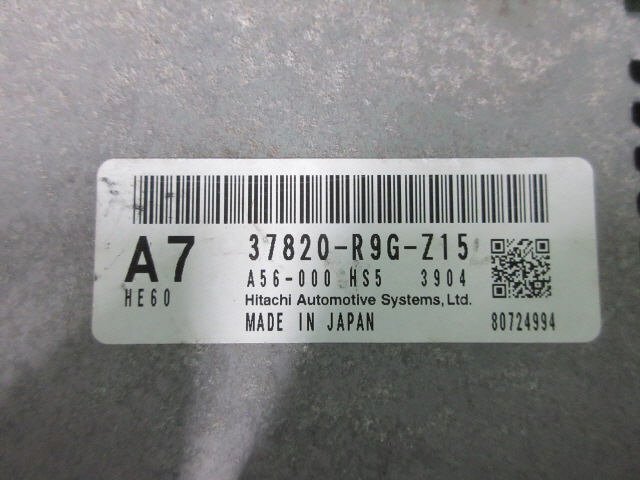 A7 37820-R9G-Z15
HE60 A56-000 HS5 3904
Hitachi Automotive Systems, Ltd.
MADE IN JAPAN 80724994